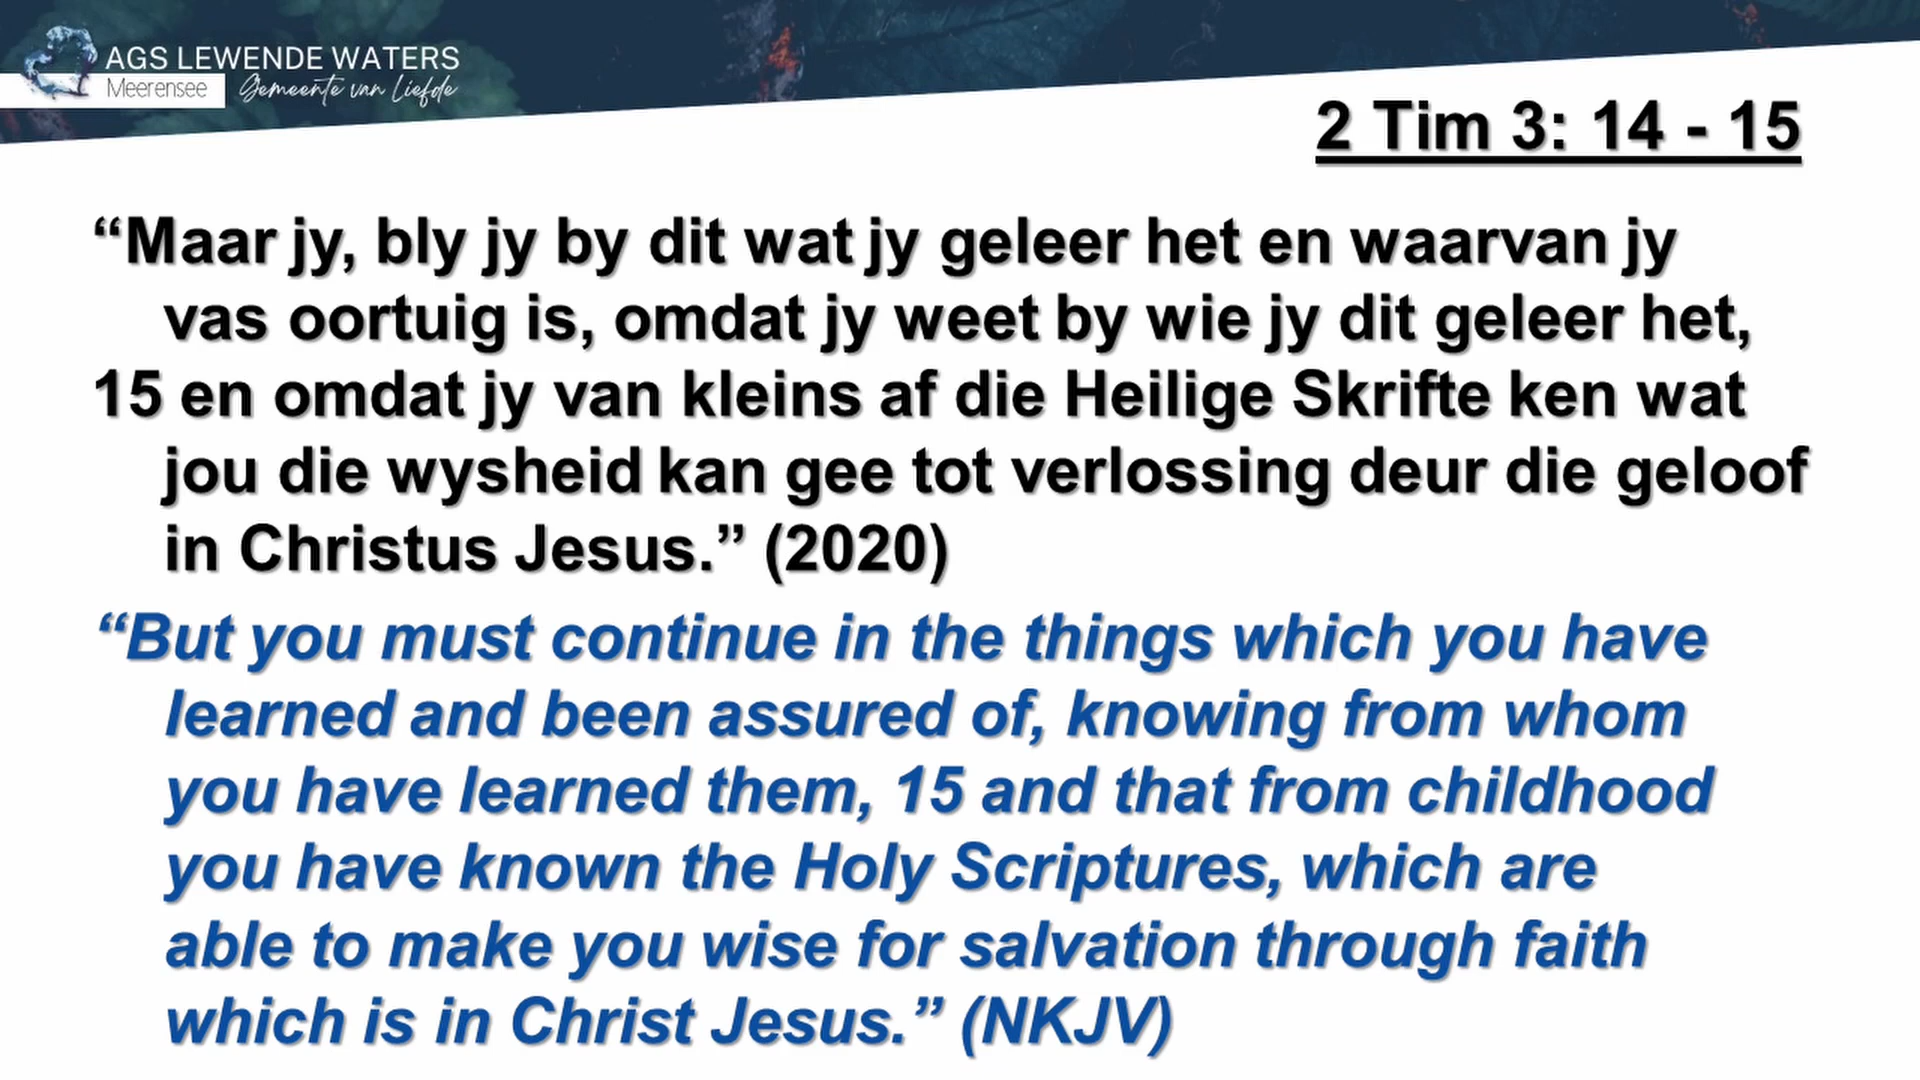 AGS LEWENDE WATERS
Meerensee Gemeente van Liefde
2 Tim 3: 14 - 15
“Maar jy, bly jy by dit wat jy geleer het en waarvan jy
vas oortuig is, omdat jy weet by wie jy dit geleer het,
15 en omdat jy van kleins af die Heilige Skrifte ken wat
jou die wysheid kan gee tot verlossing deur die geloof
in Christus Jesus.” (2020)
“But you must continue in the things which you have
learned and been assured of, knowing from whom
you have learned them, 15 and that from childhood
you have known the Holy Scriptures, which are
able to make you wise for salvation through faith
which is in Christ Jesus.” (NKJV)